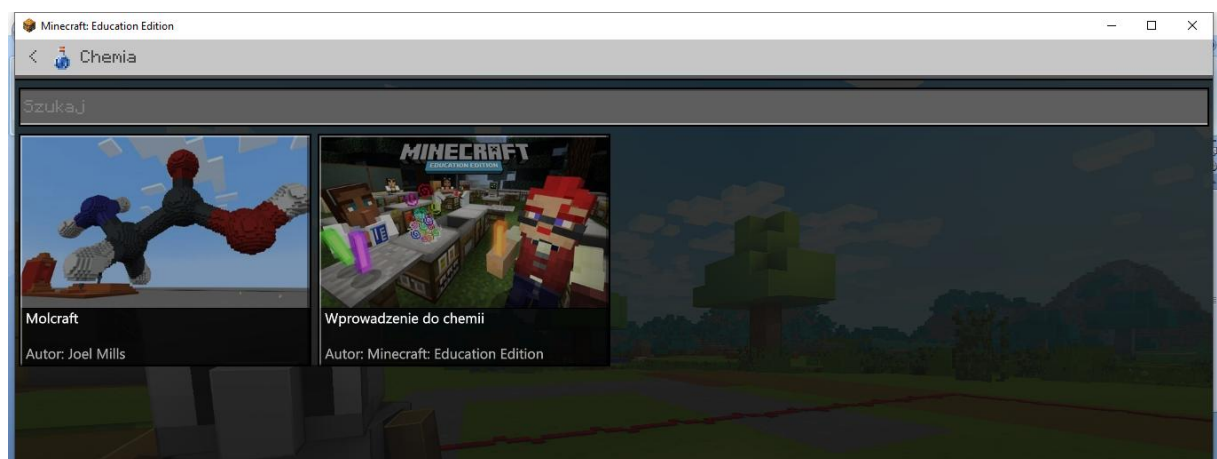 Minecraft: Education Edition
Chemia
Szukaj
MINECRAFT
EDUCATION EDITION
Molcraft
Autor: Joel Mills
Wprowadzenie do chemii
Autor: Minecraft: Education Edition